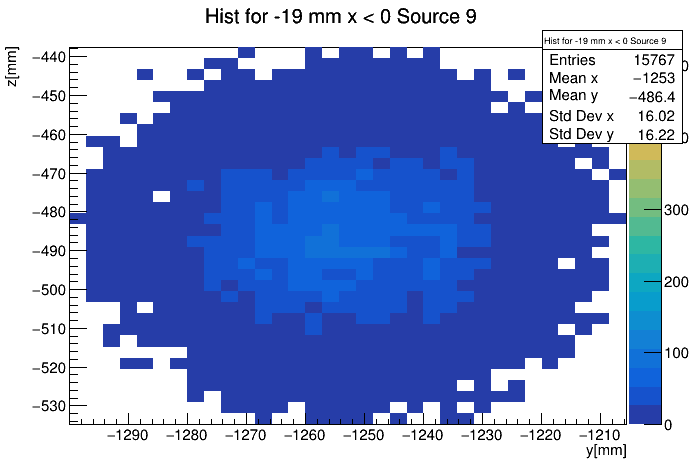 Hist for -19 mm x < 0 Source 9
z[mm]
Hist for -19 mm x < 0 Source 9
Entries 15767
Mean x −1253
Mean y −486.4
Std Dev x 16.02
Std Dev y 16.22
−440
−450
−460
−470
−480
−490
−500
−510
−520
−530
0
0
300
200
100
0
−1290 −1280 −1270 −1260 −1250 −1240 −1230 −1220 −1210
y[mm]